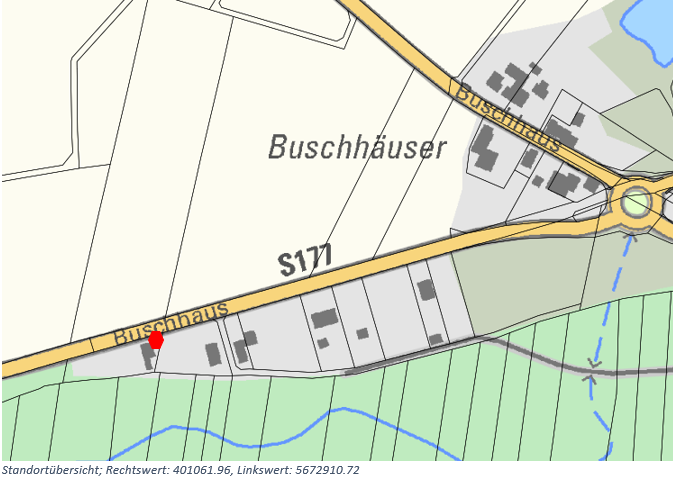 Buschhaus
Buschhäuser
S177
Buschhaus
Standortübersicht; Rechtswert: 401061.96, Linkswert: 5672910.72